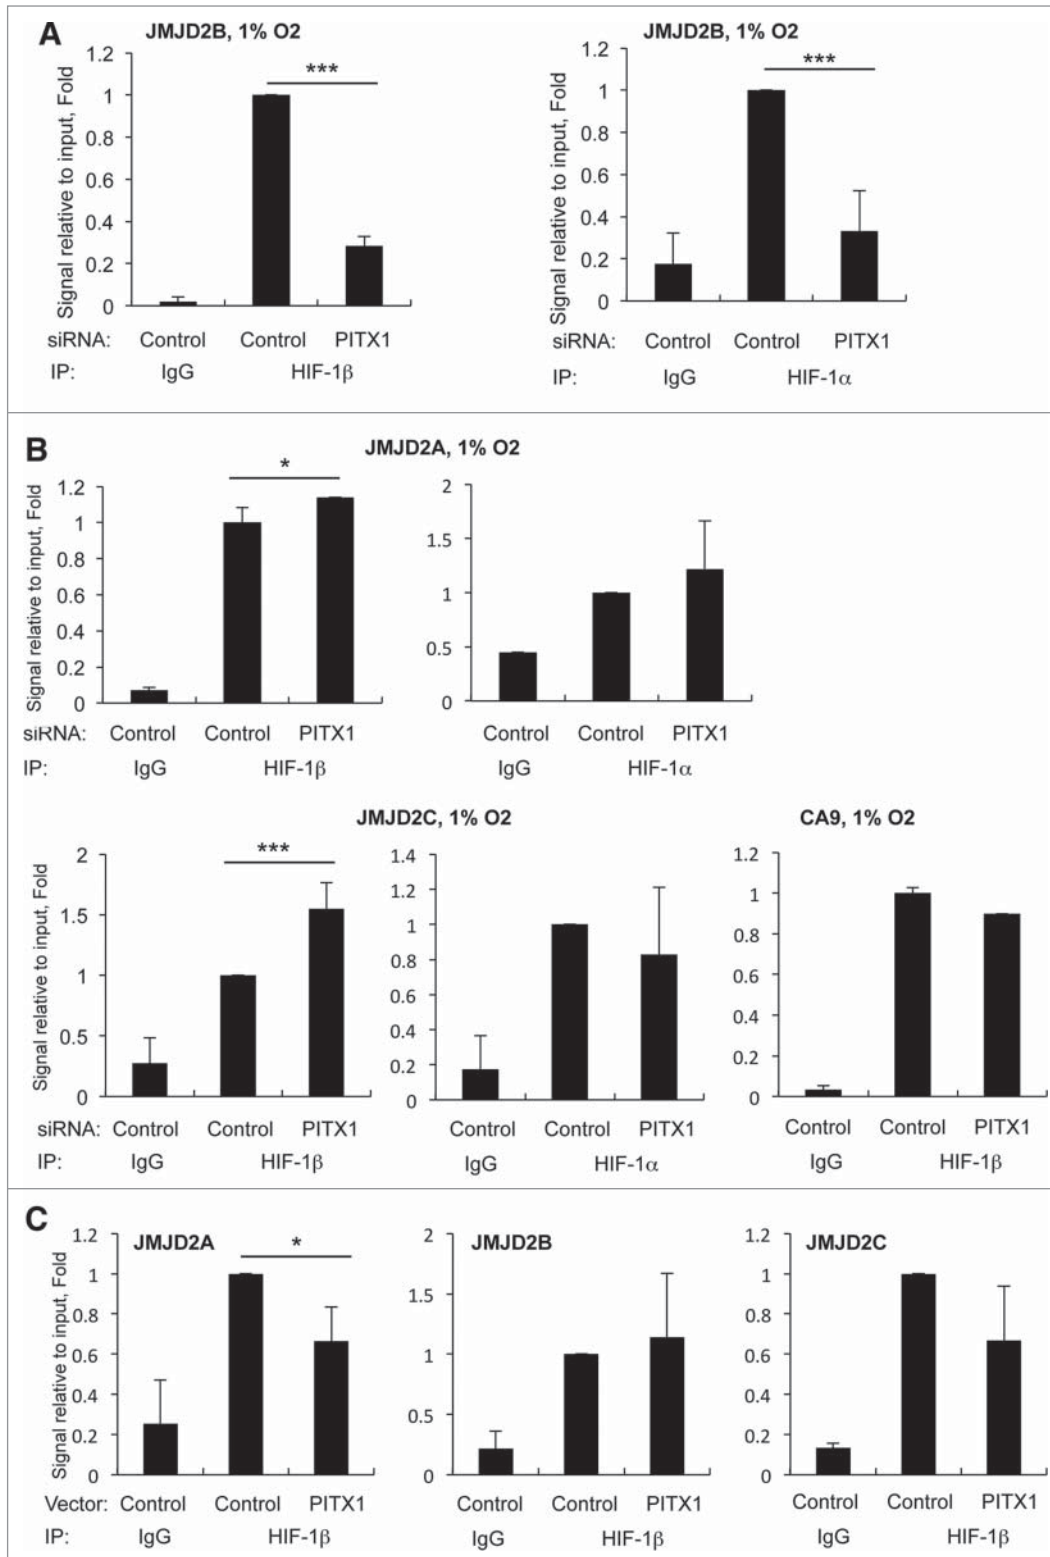 A
JMJD2B, 1% O2
JMJD2B, 1% O2
Signal relative to input, Fold
1.2
1
0.8
0.6
0.4
0.2
0
***
siRNA: Control Control PITX1
IP: IgG HIF-1β
Signal relative to input, Fold
1.2
1
0.8
0.6
0.4
0.2
0
***
siRNA: Control Control PITX1
IP: IgG HIF-1α
B
JMJD2A, 1% O2
Signal relative to input, Fold
1.2
1
0.8
0.6
0.4
0.2
0
*
siRNA: Control Control PITX1
IP: IgG HIF-1β
2
1.5
1
0.5
0
Control Control PITX1
IgG HIF-1α
JMJD2C, 1% O2
CA9, 1% O2
Signal relative to input, Fold
2
1.5
1
0.5
0
***
siRNA: Control Control PITX1
IP: IgG HIF-1β
1.4
1.2
1
0.8
0.6
0.4
0.2
0
Control Control PITX1
IgG HIF-1α
1.2
1
0.8
0.6
0.4
0.2
0
Control Control PITX1
IgG HIF-1β
C
JMJD2A
Signal relative to input, Fold
1.2
1
0.8
0.6
0.4
0.2
0
*
Vector: Control Control PITX1
IP: IgG HIF-1β
JMJD2B
2
1.5
1
0.5
0
Control Control PITX1
IgG HIF-1β
JMJD2C
1.2
1
0.8
0.6
0.4
0.2
0
Control Control PITX1
IgG HIF-1β